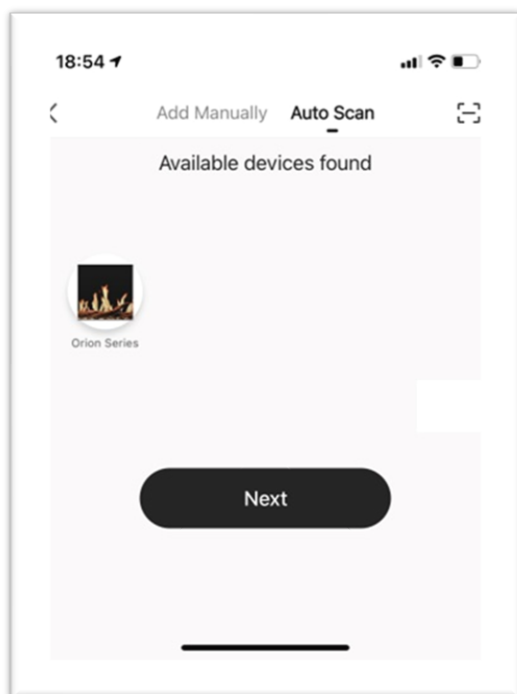 18:54
Add Manually Auto Scan
Available devices found
Orion Series
Next